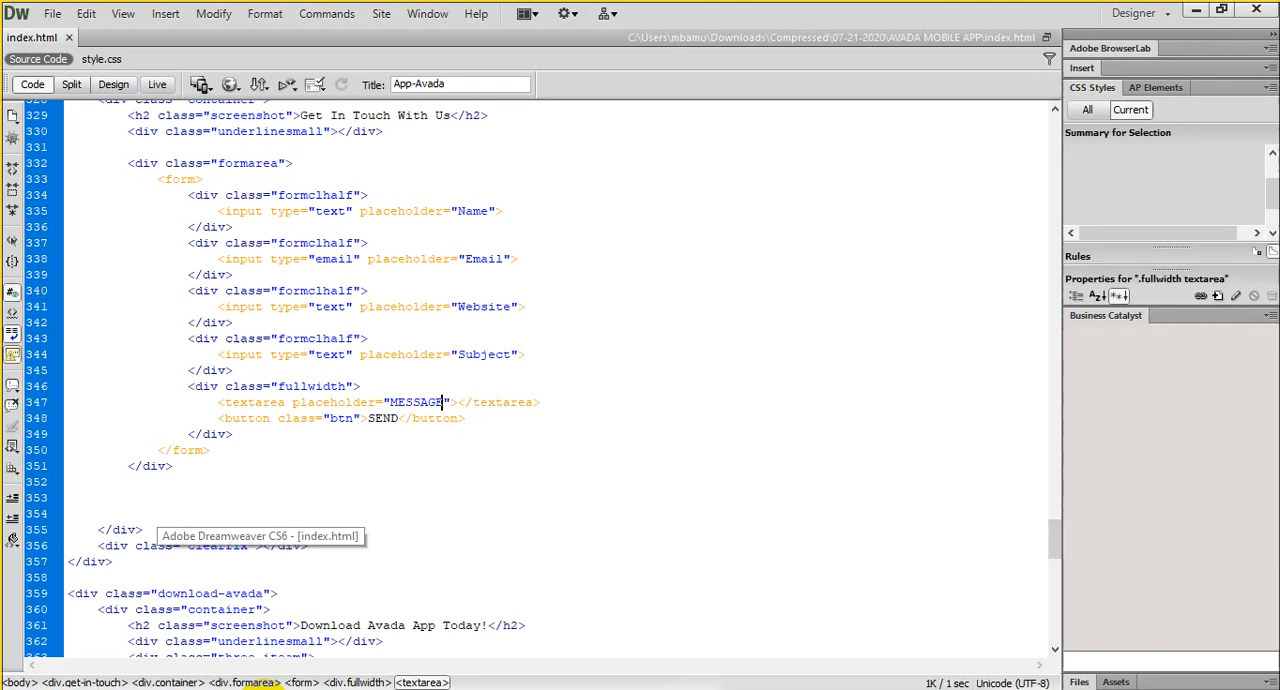 Dw File Edit View Insert Modify Format Commands Site Window Help Designer
index.html × C:\Users\mbamu\Downloads\Compressed\07-21-2020\AVADA MOBILE APP\index.html
Source Code style.css
Code Split Design Live Title: App-Avada
329 <h2 class="screenshot">Get In Touch With Us</h2>
330 <div class="underlinesmall"></div>
331
332 <div class="formarea">
333 <form>
334 <div class="formclhalf">
335 <input type="text" placeholder="Name">
336 </div>
337 <div class="formclhalf">
338 <input type="email" placeholder="Email">
339 </div>
340 <div class="formclhalf">
341 <input type="text" placeholder="Website">
342 </div>
343 <div class="formclhalf">
344 <input type="text" placeholder="Subject">
345 </div>
346 <div class="fullwidth">
347 <textarea placeholder="MESSAGE"></textarea>
348 <button class="btn">SEND</button>
349 </div>
350 </form>
351 </div>
352
353
354
355 </div>
Adobe Dreamweaver CS6 - [index.html]
356 <div class="clearfix"></div>
357 </div>
358
359 <div class="download-avada">
360 <div class="container">
361 <h2 class="screenshot">Download Avada App Today!</h2>
362 <div class="underlinesmall"></div>
<body> <div.get-in-touch> <div.container> <div.formarea> <form> <div.fullwidth> <textarea> 1K / 1 sec Unicode (UTF-8)
Adobe BrowserLab
Insert
CSS Styles AP Elements
All Current
Summary for Selection
Rules
Properties for ".fullwidth textarea"
Business Catalyst
Files Assets